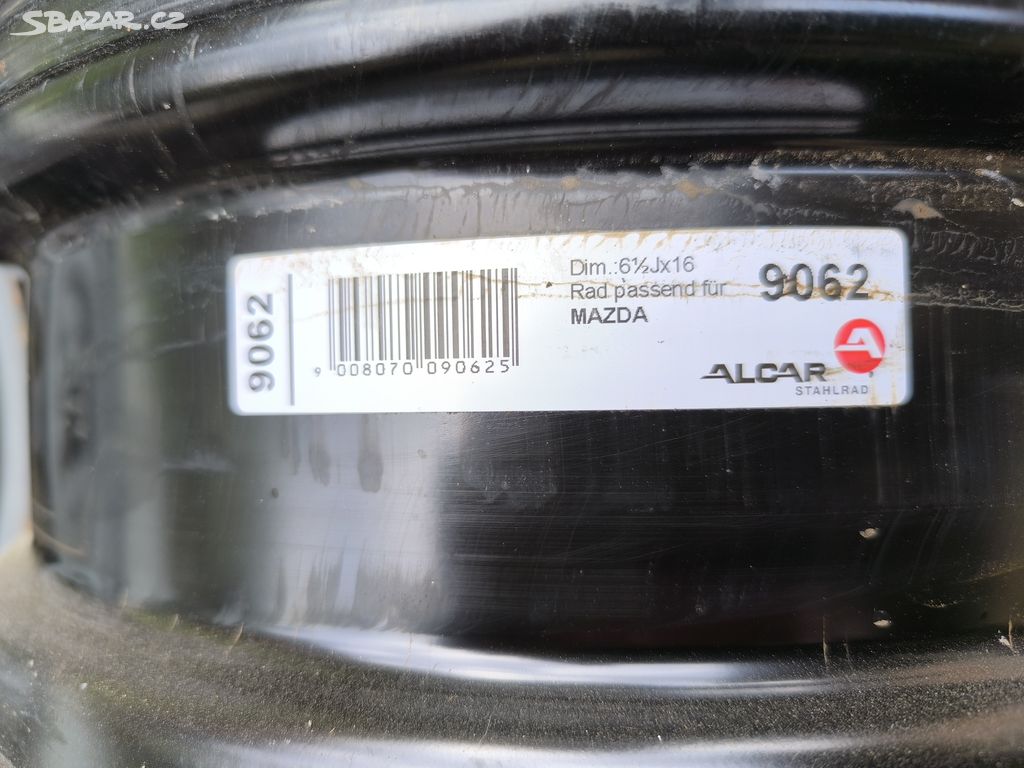 SBAZAR.CZ
9062
9 008070 090625
Dim.:6½Jx16
Rad passend für
MAZDA
9062
ALCAR
STAHLRAD